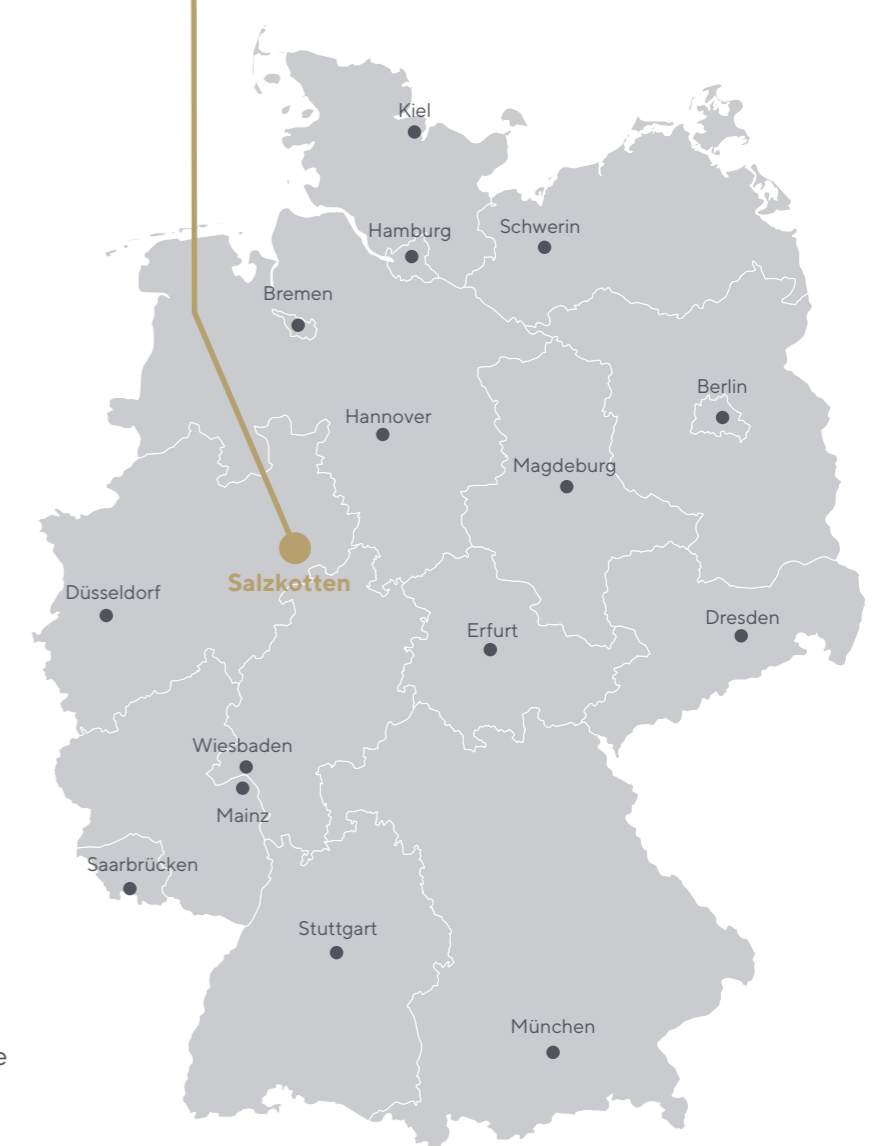 Kiel
Hamburg
Schwerin
Bremen
Berlin
Hannover
Magdeburg
Salzkotten
Düsseldorf
Dresden
Erfurt
Wiesbaden
Mainz
Saarbrücken
Stuttgart
München
e